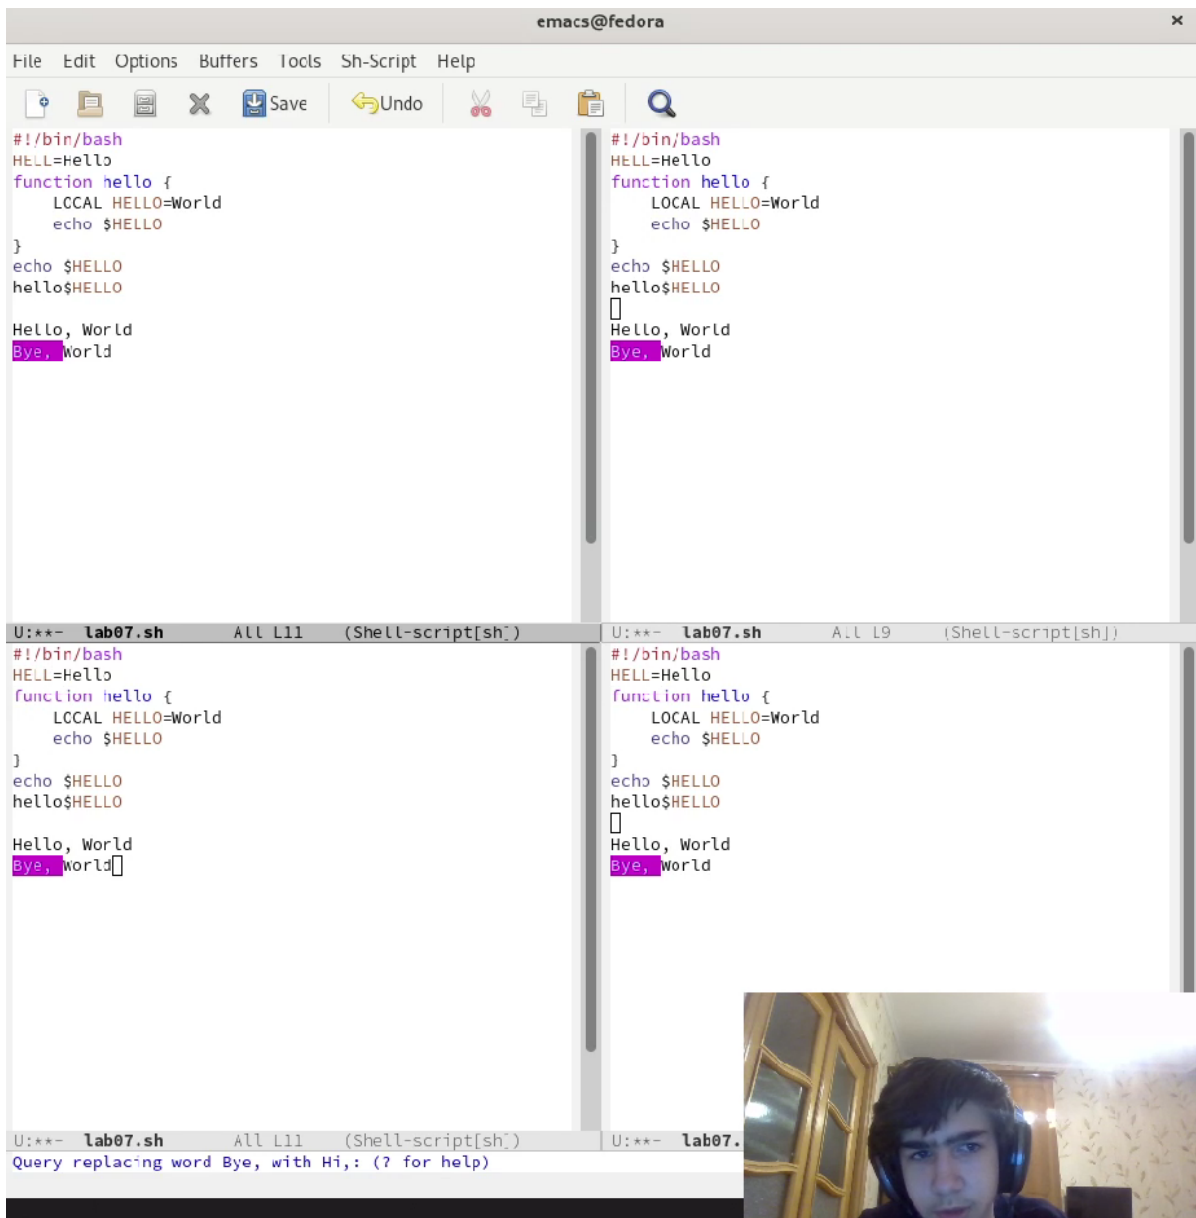 emacs@fedora
File Edit Options Buffers Tools Sh-Script Help
Save Undo
#!/bin/bash
HELL=Hello
function hello {
LOCAL HELLO=World
echo $HELLO
}
echo $HELLO
hello$HELLO
Hello, World
Bye, World
U:**- lab07.sh All L11 (Shell-script[sh])
#!/bin/bash
HELL=Hello
function hello {
LOCAL HELLO=World
echo $HELLO
}
echo $HELLO
hello$HELLO
Hello, World
Bye, World
U:**- lab07.sh All L9 (Shell-script[sh])
#!/bin/bash
HELL=Hello
function hello {
LOCAL HELLO=World
echo $HELLO
}
echo $HELLO
hello$HELLO
Hello, World
Bye, World
U:**- lab07.sh All L11 (Shell-script[sh])
#!/bin/bash
HELL=Hello
function hello {
LOCAL HELLO=World
echo $HELLO
}
echo $HELLO
hello$HELLO
Hello, World
Bye, World
U:**- lab07.
Query replacing word Bye, with Hi,: (? for help)